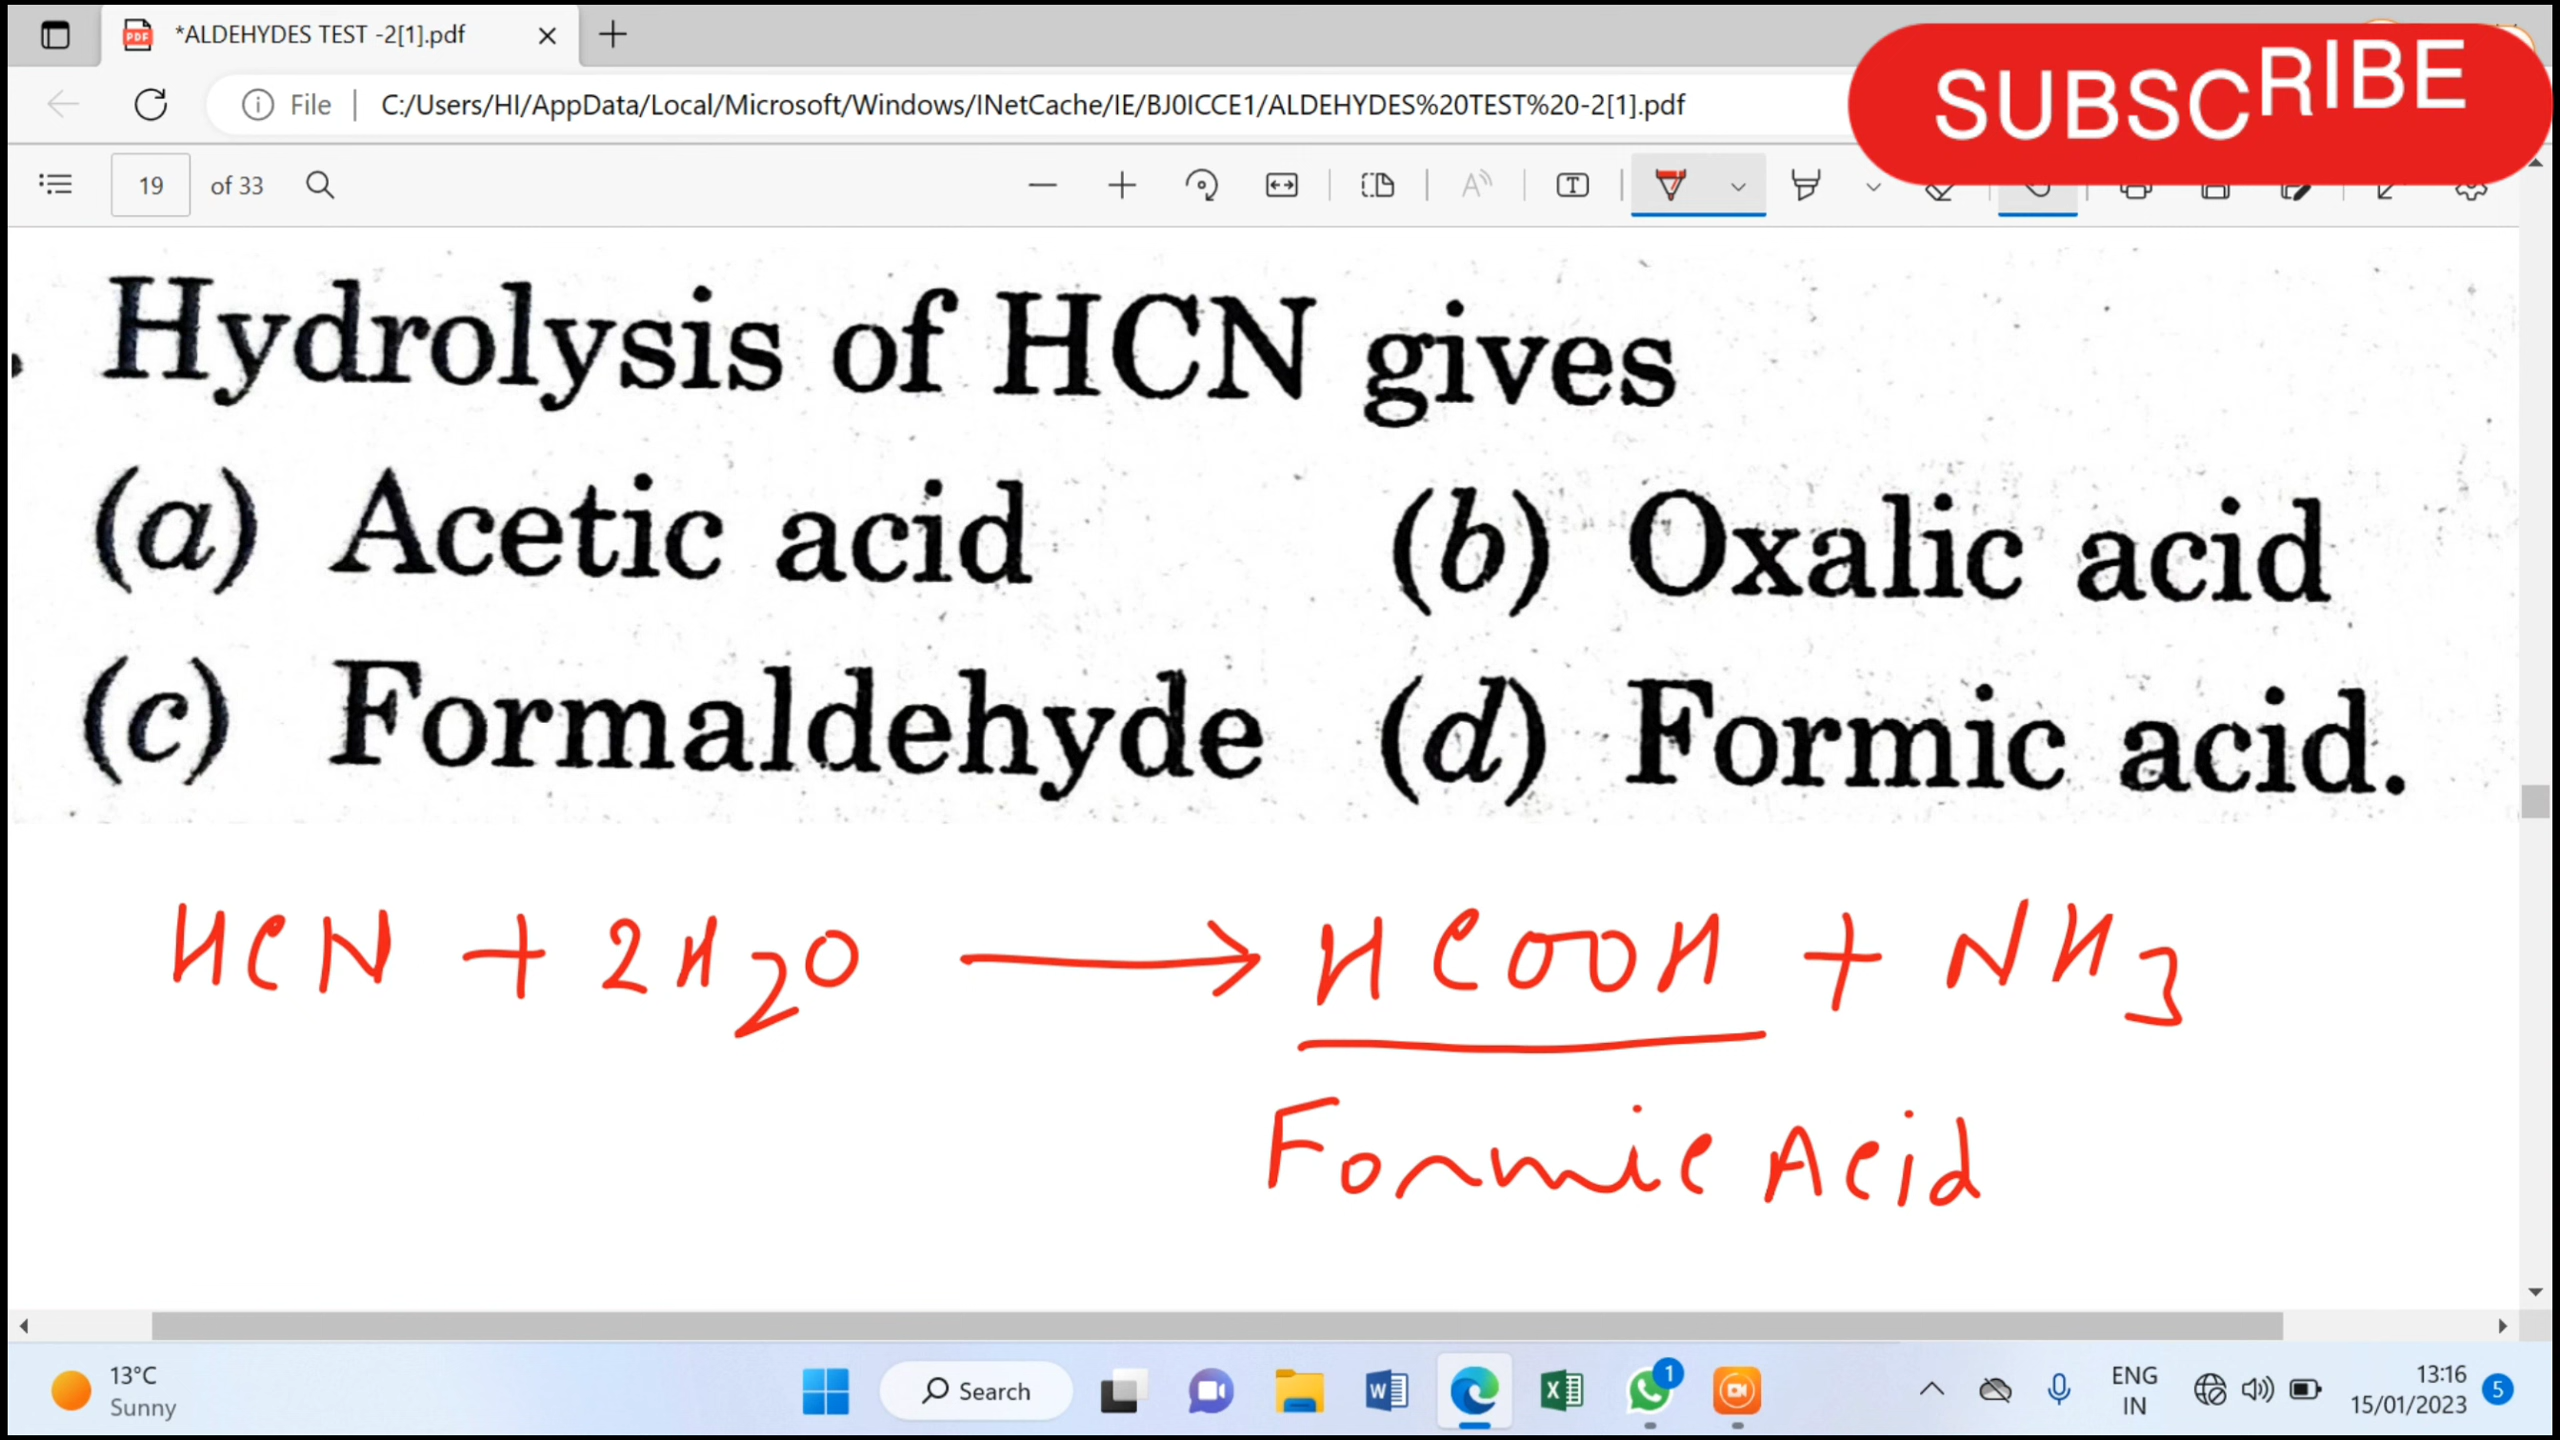 *ALDEHYDES TEST -2[1].pdf
SUBSCRIBE
File | C:/Users/HI/AppData/Local/Microsoft/Windows/INetCache/IE/BJ0ICCE1/ALDEHYDES%20TEST%20-2[1].pdf
19 of 33
Hydrolysis of HCN gives
(a) Acetic acid (b) Oxalic acid
(c) Formaldehyde (d) Formic acid.
HCN + 2H2O → HCOOH + NH3
Formic Acid
13°C
Sunny
Search
1
ENG
IN
13:16
15/01/2023
5